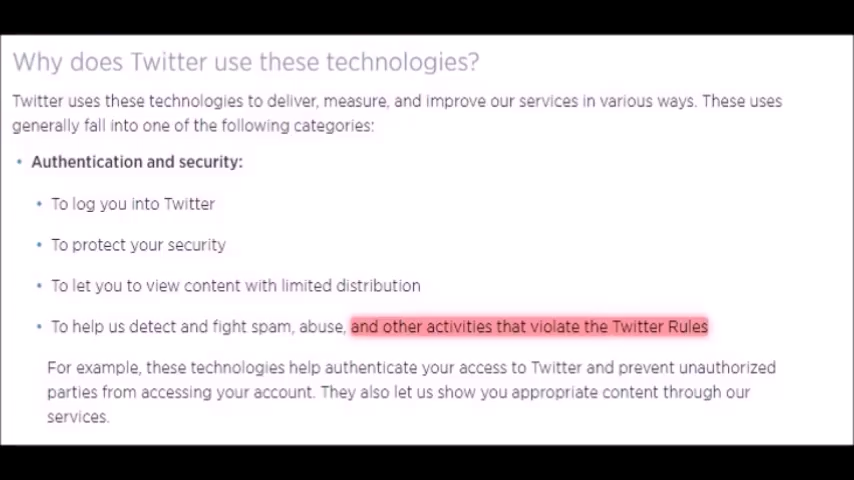 Why does Twitter use these technologies?
Twitter uses these technologies to deliver, measure, and improve our services in various ways. These uses
generally fall into one of the following categories:
• Authentication and security:
• To log you into Twitter
• To protect your security
• To let you to view content with limited distribution
• To help us detect and fight spam, abuse, and other activities that violate the Twitter Rules
For example, these technologies help authenticate your access to Twitter and prevent unauthorized
parties from accessing your account. They also let us show you appropriate content through our
services.